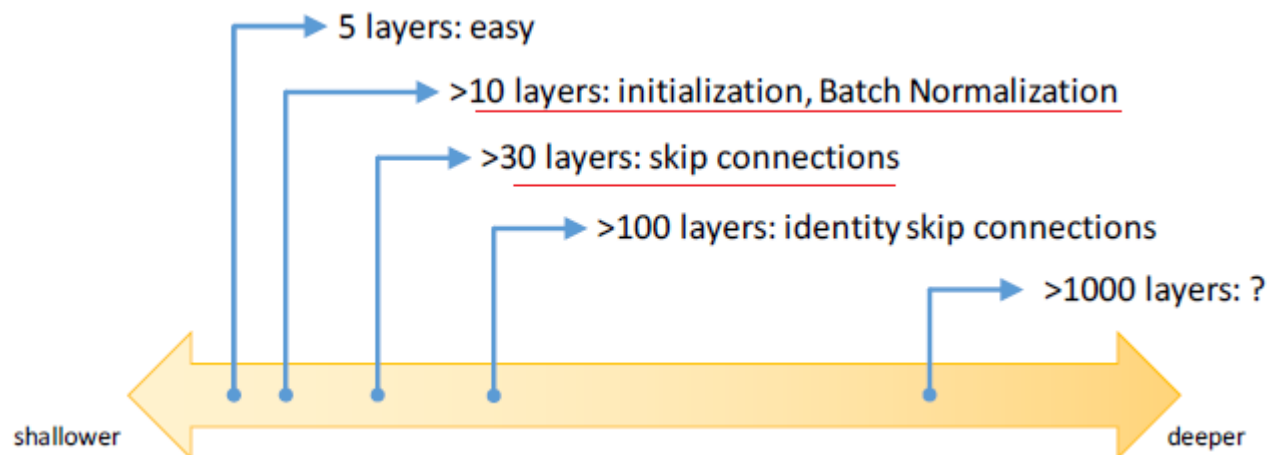 5 layers: easy
>10 layers: initialization, Batch Normalization
>30 layers: skip connections
>100 layers: identity skip connections
>1000 layers: ?
shallower
deeper